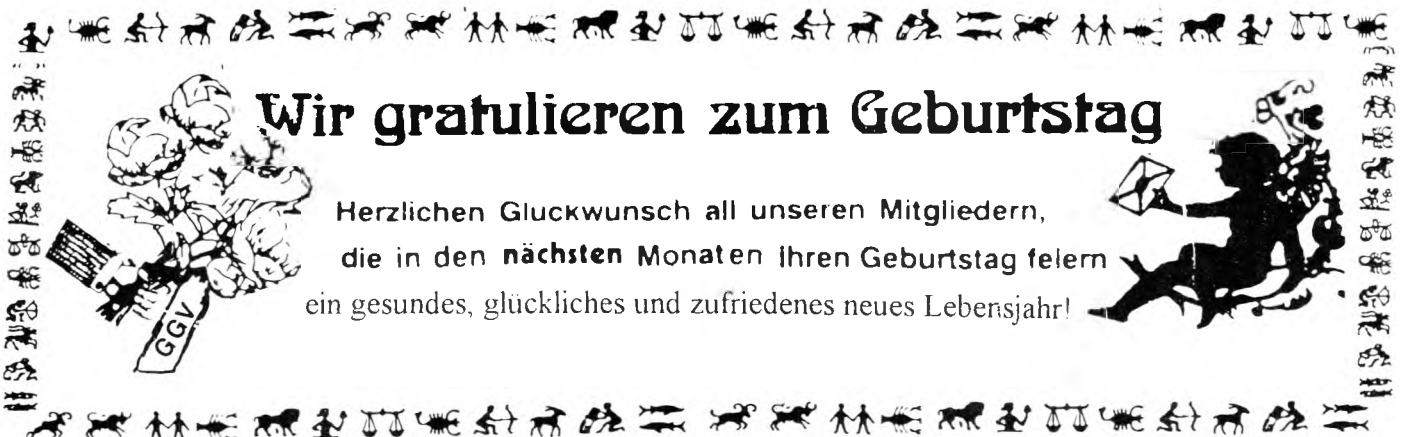 Wir gratulieren zum Geburtstag
Herzlichen Gluckwunsch all unseren Mitgliedern,
die in den nächsten Monaten Ihren Geburtstag feiern
ein gesundes, glückliches und zufriedenes neues Lebensjahr!
GGV